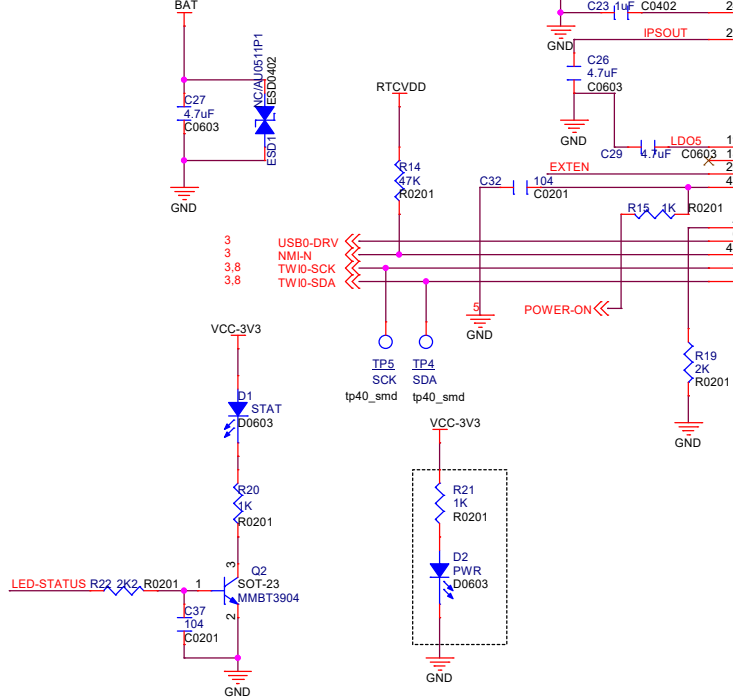 BAT
C23 1uF C0402 2
GND
IPSOUT 2
C26
4.7uF
C0603
GND
NC/AU0511P1
ESD0402
ESD1
C27
4.7uF
C0603
GND
RTCVDD
R14
47K
R0201
LDO5 1
C29 4.7uF C0603 1
EXTEN 2
C32 104 4
C0201
R15 1K R0201
3 USB0-DRV
3 NMI-N 4
3,8 TWI0-SCK
3,8 TWI0-SDA 4
5
GND
POWER-ON
VCC-3V3
TP5 TP4
SCK SDA
tp40_smd tp40_smd
R19
2K
R0201
GND
D1
STAT
D0603
VCC-3V3
R20
1K
R0201
R21
1K
R0201
3
Q2
SOT-23
MMBT3904
1
2
D2
PWR
D0603
LED-STATUS R22 2K2 R0201
C37
104
C0201
GND
GND